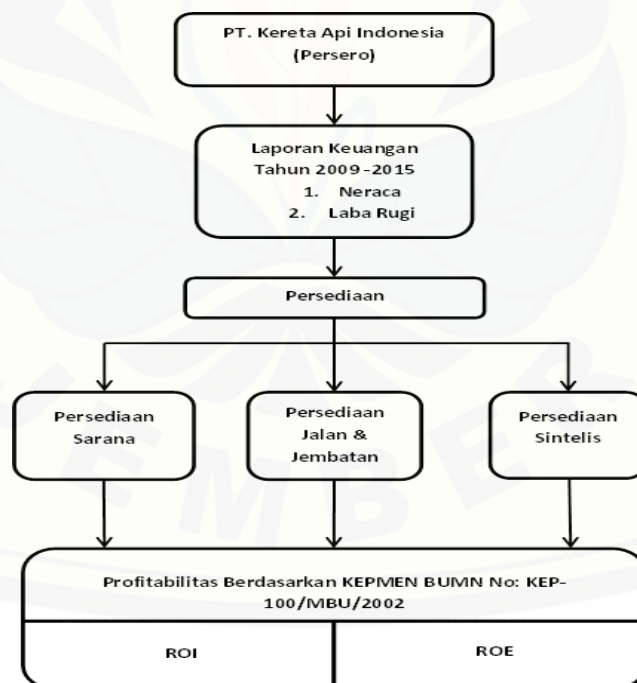 PT. Kereta Api Indonesia
(Persero)
Laporan Keuangan
Tahun 2009 -2015
1. Neraca
2. Laba Rugi
Persediaan
Persediaan
Sarana
Persediaan
Jalan &
Jembatan
Persediaan
Sintelis
Profitabilitas Berdasarkan KEPMEN BUMN No: KEP-
100/MBU/2002
ROI
ROE